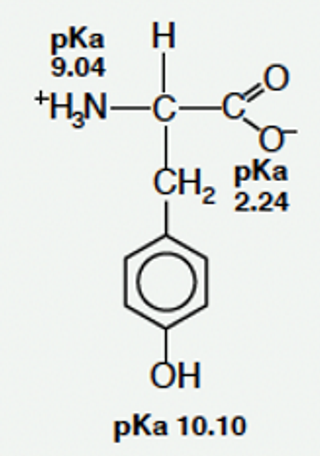 pKa
9.04
H
⁺H₃N
C
C
O
O⁻
CH₂
pKa
2.24
OH
pKa 10.10